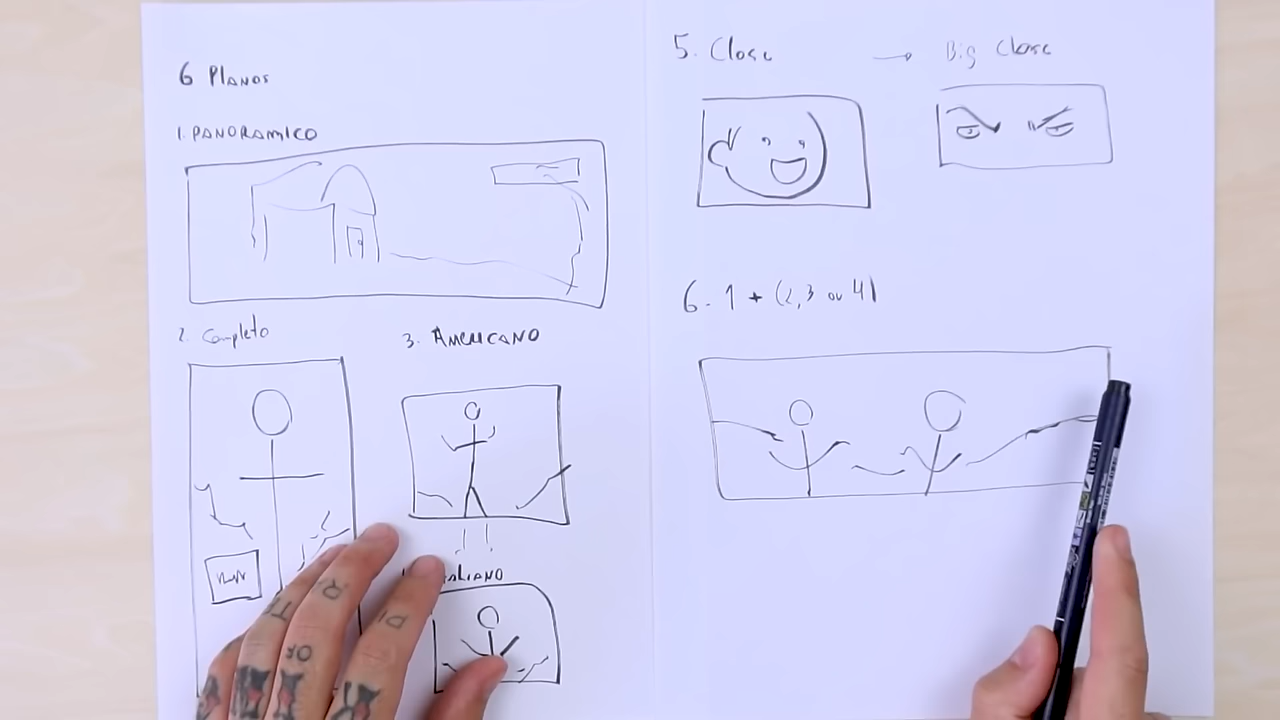 6 Planos
1. PANORAMICO
2. Completo
3. AMERICANO
5. Close → Big Close
6. 1 + (2,3 ou 4)